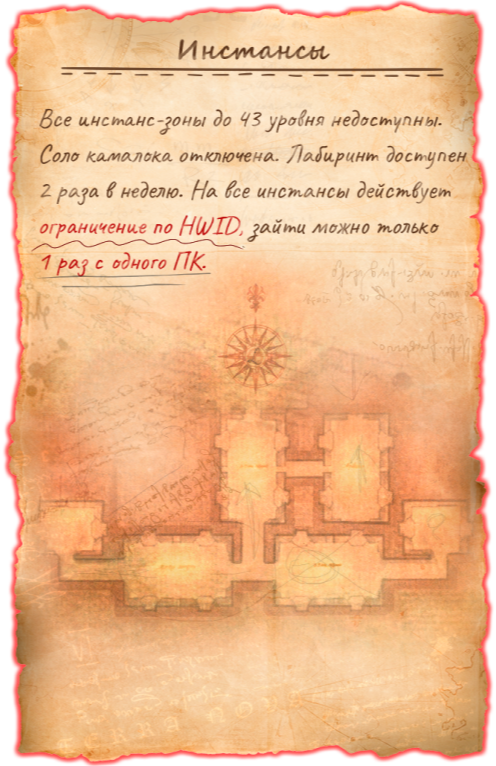 Инстансы
Все инстанс-зоны до 43 уровня недоступны.
Соло камалока отключена. Лабиринт доступен
2 раза в неделю. На все инстансы действует
ограничение по HWID, зайти можно только
1 раз с одного ПК.